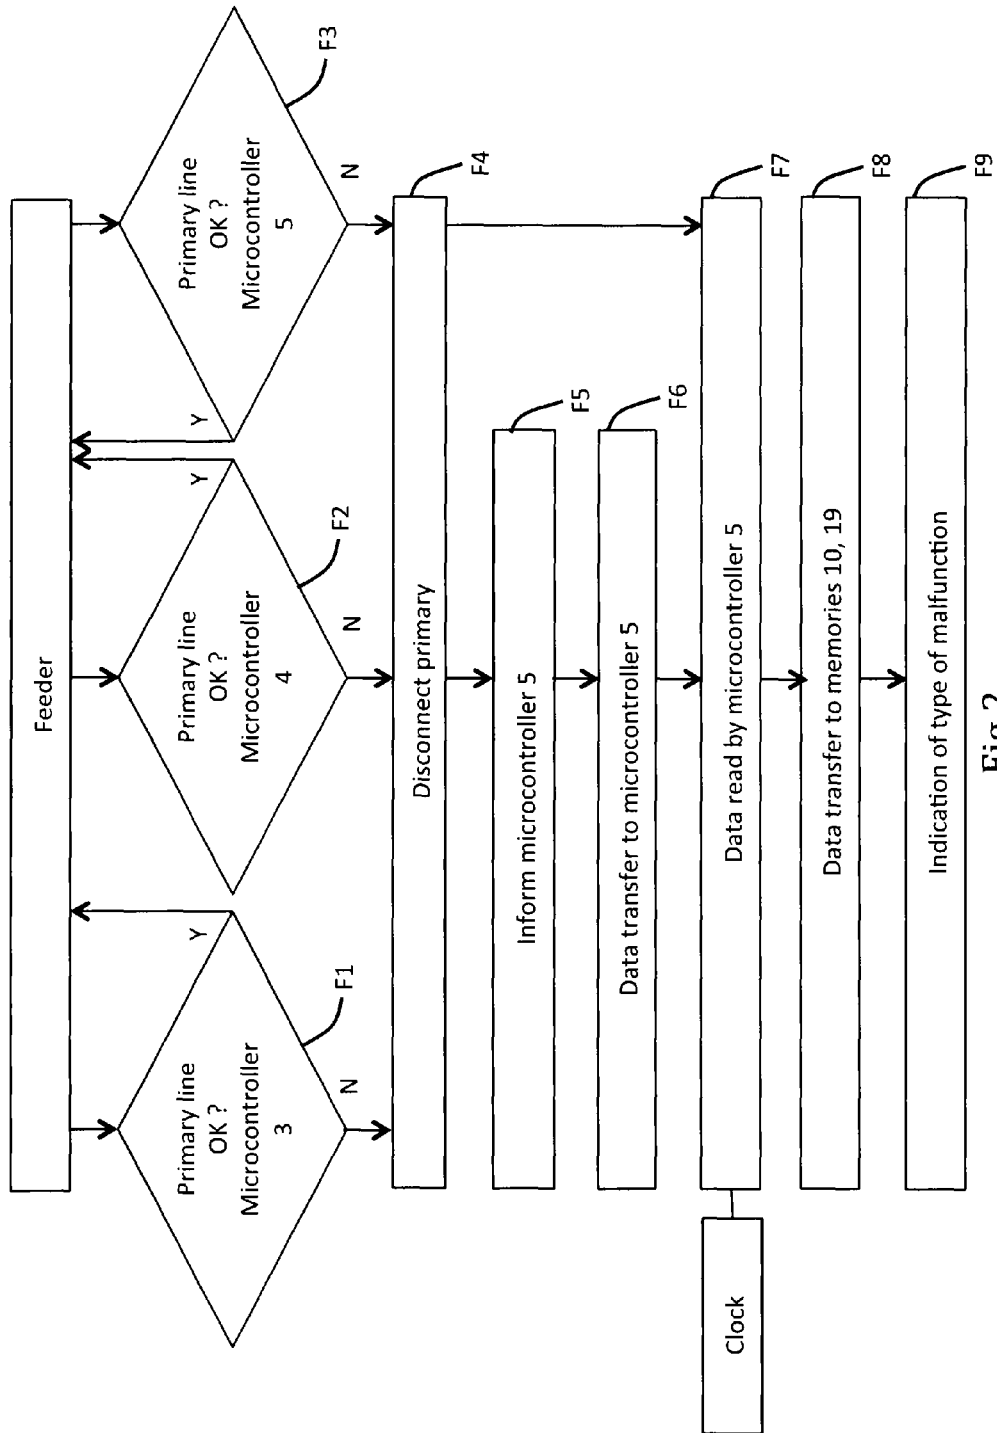 Feeder
Primary line
OK ?
Microcontroller
3
Y
N
F1
Primary line
OK ?
Microcontroller
4
Y
N
F2
Primary line
OK ?
Microcontroller
5
Y
N
F3
Disconnect primary
F4
Inform microcontroller 5
F5
Data transfer to microcontroller 5
F6
Clock
Data read by microcontroller 5
F7
Data transfer to memories 10, 19
F8
Indication of type of malfunction
F9
Fig 2